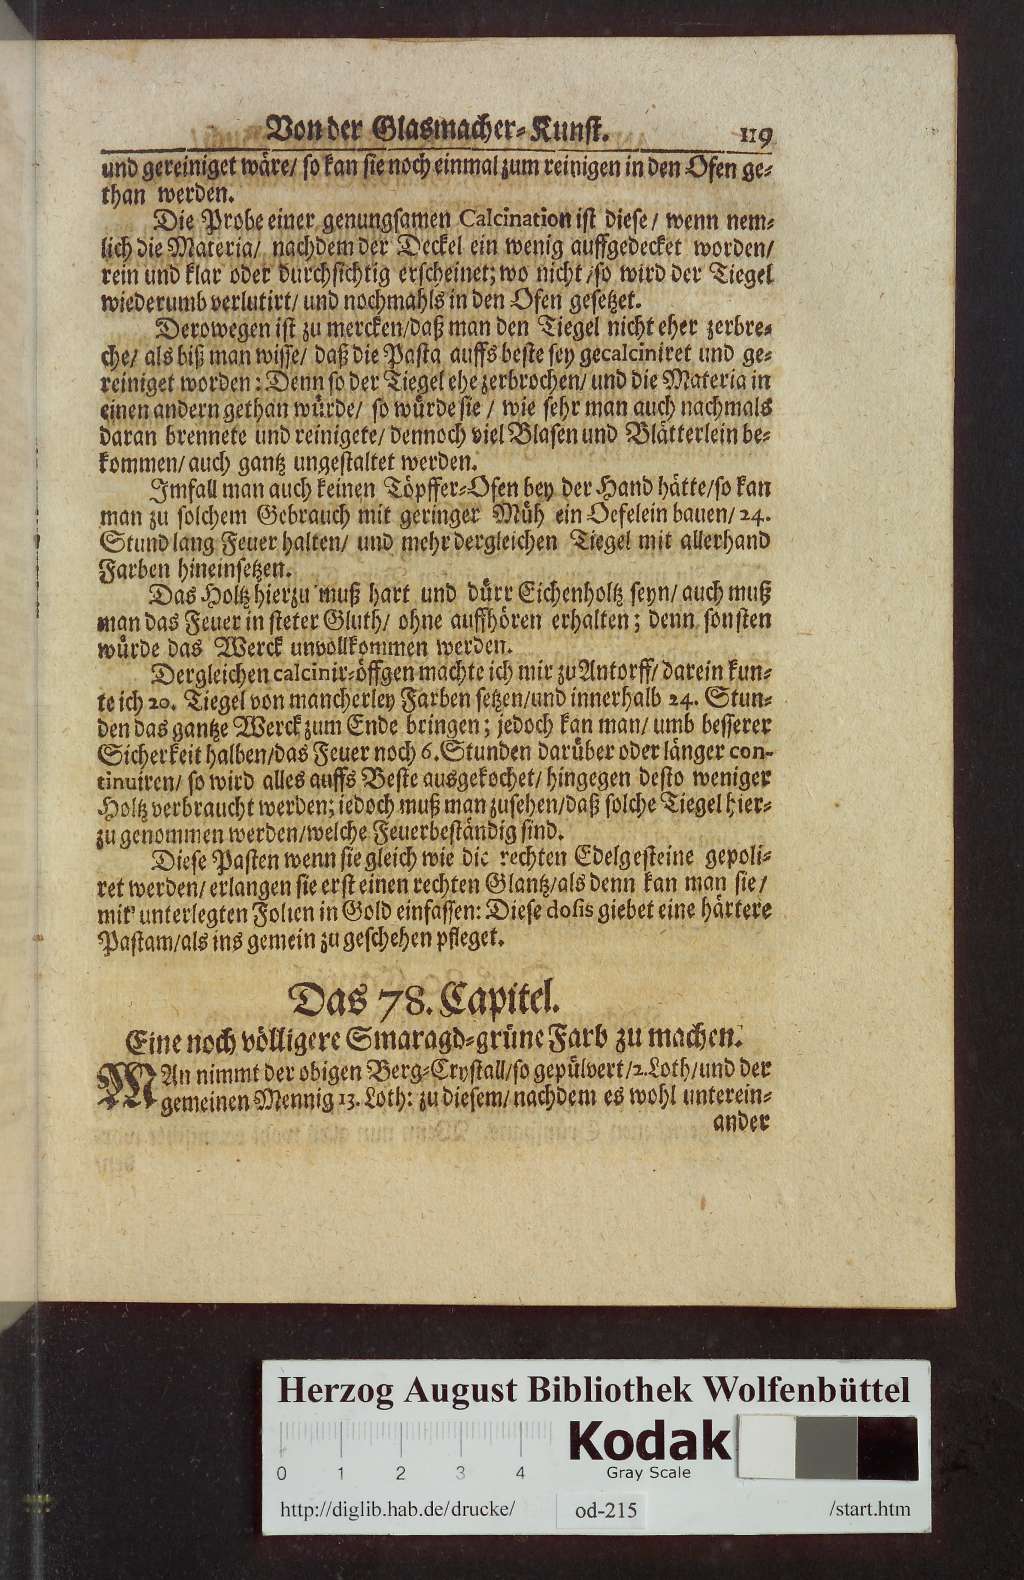 Von der Glasmacher-Kunst. 119
und gereiniget wäre/ so kan sie noch einmal zum reinigen in den Ofen ge-
than werden.
Die Probe einer genungsamen Calcination ist diese/ wenn nem-
lich die Materia/ nachdem der Deckel ein wenig auffgedecket worden/
rein und klar oder durchsichtig erscheinet; wo nicht/ so wird der Tiegel
wiederumb verlutirt/ und nochmahls in den Ofen gesetzet.
Derowegen ist zu mercken/ daß man den Tiegel nicht eher zerbre-
che/ als biß man wisse/ daß die Pasta auffs beste sey gecalciniret und ge-
reiniget worden: Denn so der Tiegel ehe zerbrochen/ und die Materia in
einen andern gethan würde/ so würde sie / wie sehr man auch nachmals
daran brennete und reinigete/ dennoch viel Blasen und Blätterlein be-
kommen/ auch gantz ungestaltet werden.
Imfall man auch keinen Töpffer-Ofen bey der Hand hätte/ so kan
man zu solchem Gebrauch mit geringer Müh ein Oefelein bauen/ 24.
Stund lang Feuer halten/ und mehr dergleichen Tiegel mit allerhand
Farben hineinsetzen.
Das Holtz hierzu muß hart und dürr Eichenholtz seyn/ auch muß
man das Feuer in steter Gluth/ ohne auffhören erhalten; denn sonsten
würde das Werck unvollkommen werden.
Dergleichen calcinir-öffgen machte ich mir zu Antorff/ darein kun-
te ich 20. Tiegel von mancherley Farben setzen/ und innerhalb 24. Stun-
den das gantze Werck zum Ende bringen; jedoch kan man/ umb besserer
Sicherkeit halben/ das Feuer noch 6. Stunden darüber oder länger con-
tinuiren/ so wird alles auffs Beste ausgekochet/ hingegen desto weniger
Holtz verbraucht werden; iedoch muß man zusehen/ daß solche Tiegel hier-
zu genommen werden/ welche Feuerbeständig sind.
Diese Pasten wenn sie gleich wie die rechten Edelgesteine gepoli-
ret werden/ erlangen sie erst einen rechten Glantz/ als denn kan man sie/
mit unterlegten Folien in Gold einfassen: Diese dosis giebet eine härtere
Pastam/ als ins gemein zu geschehen pfleget.
Das 78. Capitel.
Eine noch völligere Smaragd-grüne Farb zu machen.
MAn nimmt der obigen Berg-Crystall/ so gepülvert/ 2. Loth/ und der
gemeinen Mennig 13. Loth: zu diesem/ nachdem es wohl unterein-
ander
Herzog August Bibliothek Wolfenbüttel
0 1 2 3 4
Kodak
Gray Scale
http://diglib.hab.de/drucke/ od-215 /start.htm